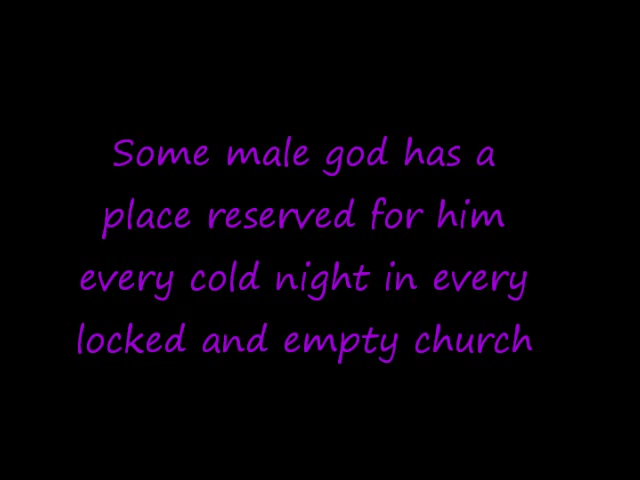 Some male god has a
place reserved for him
every cold night in every
locked and empty church